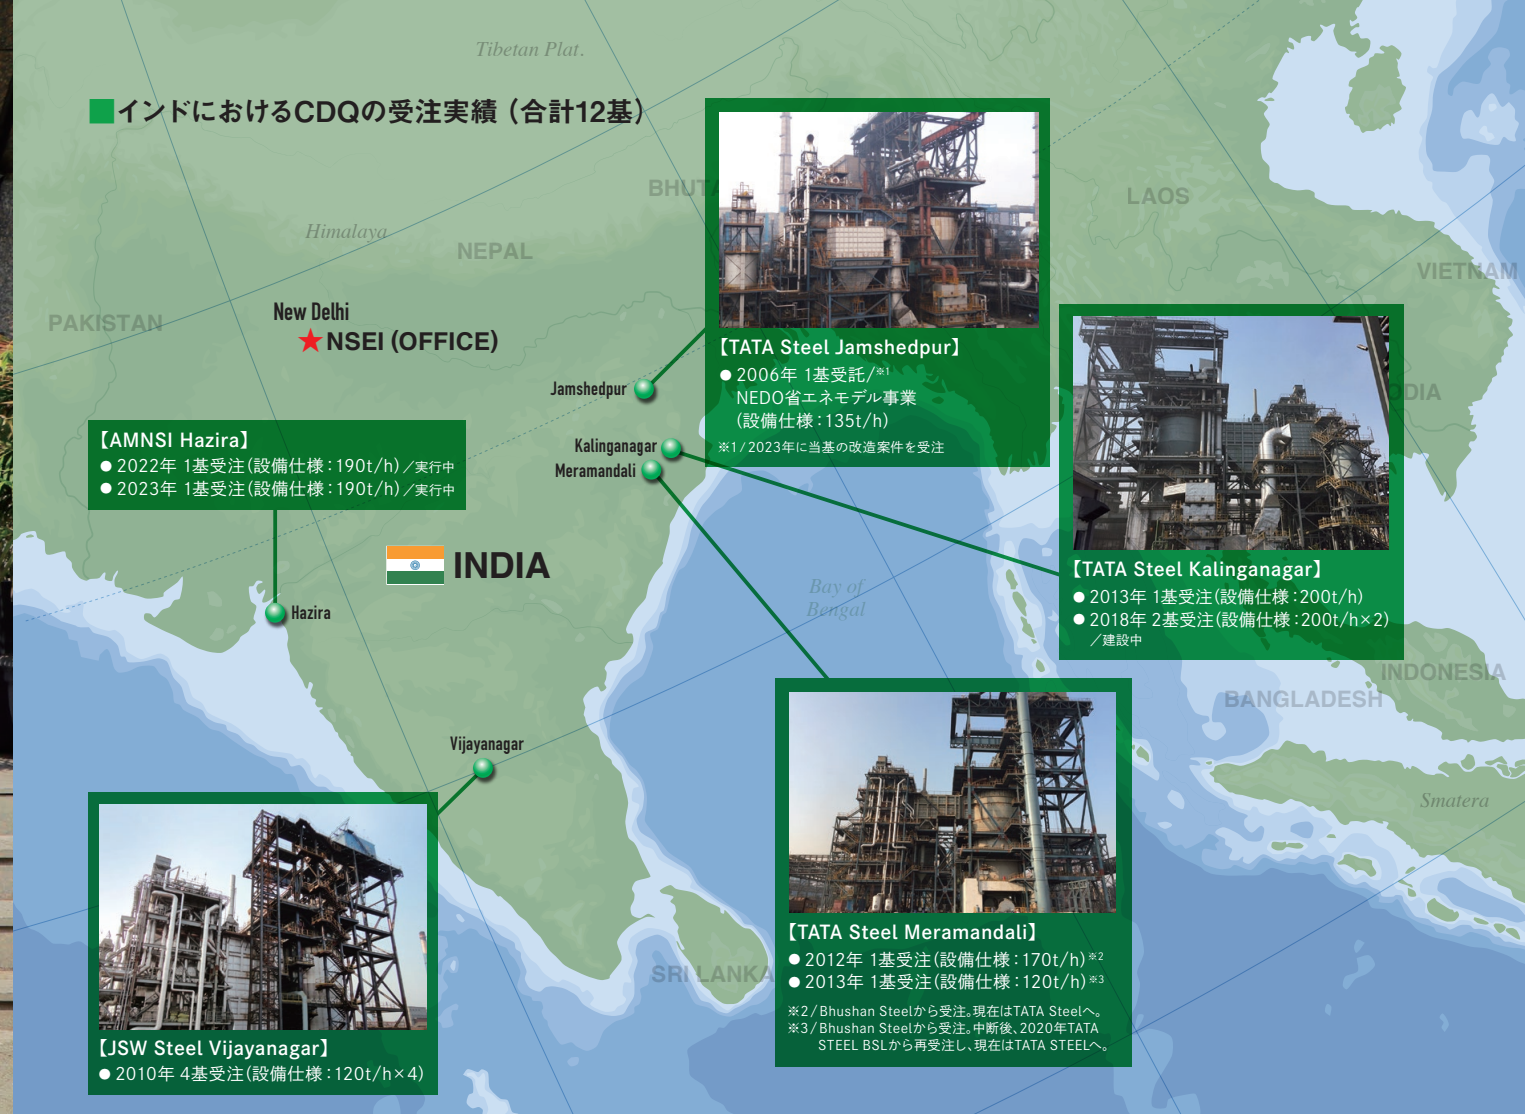 Tibetan Plat.
■インドにおけるCDQの受注実績（合計12基）
BHUTA
LAOS
Himalaya
NEPAL
VIETNAM
PAKISTAN
New Delhi
★NSEI (OFFICE)
【TATA Steel Jamshedpur】
●2006年 1基受託/※1
NEDO省エネモデル事業
(設備仕様：135t/h)
※1/2023年に当基の改造案件を受注
Jamshedpur
Kalinganagar
Meramandali
ODIA
【AMNSI Hazira】
●2022年 1基受注(設備仕様：190t/h)／実行中
●2023年 1基受注(設備仕様：190t/h)／実行中
INDIA
Hazira
Bay of
Bengal
【TATA Steel Kalinganagar】
●2013年 1基受注(設備仕様：200t/h)
●2018年 2基受注(設備仕様：200t/h×2)
／建設中
INDONESIA
BANGLADESH
Vijayanagar
Smatera
【TATA Steel Meramandali】
●2012年 1基受注(設備仕様：170t/h)※2
●2013年 1基受注(設備仕様：120t/h)※3
※2/Bhushan Steelから受注。現在はTATA Steelへ。
※3/Bhushan Steelから受注。中断後、2020年TATA
STEEL BSLから再受注し、現在はTATA STEELへ。
SRI LANKA
【JSW Steel Vijayanagar】
●2010年 4基受注(設備仕様：120t/h×4)